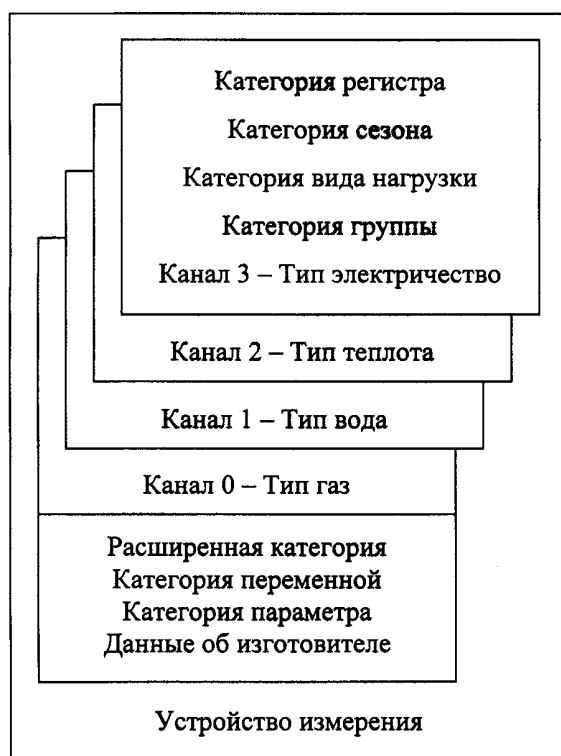 Категория регистра
Категория сезона
Категория вида нагрузки
Категория группы
Канал 3 – Тип электричество
Канал 2 – Тип теплота
Канал 1 – Тип вода
Канал 0 – Тип газ
Расширенная категория
Категория переменной
Категория параметра
Данные об изготовителе
Устройство измерения